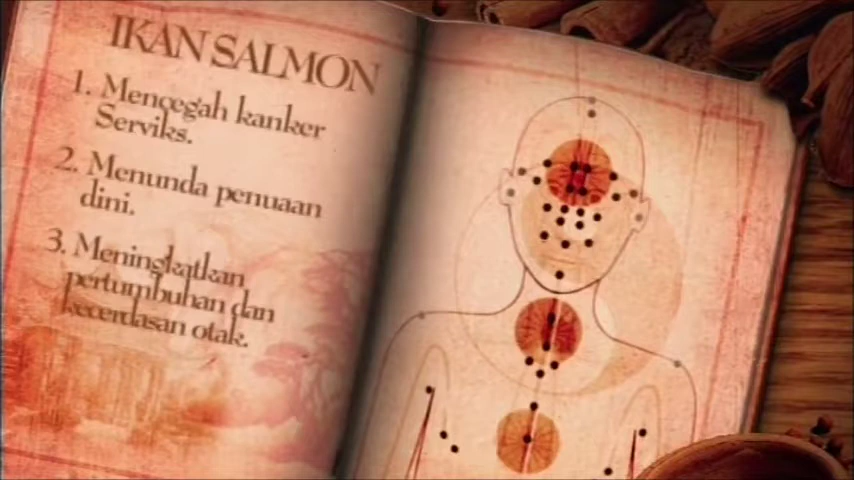 IKAN SALMON
1. Mencegah kanker
Serviks.
2. Menunda penuaan
dini.
3. Meningkatkan
pertumbuhan dan
kecerdasan otak.